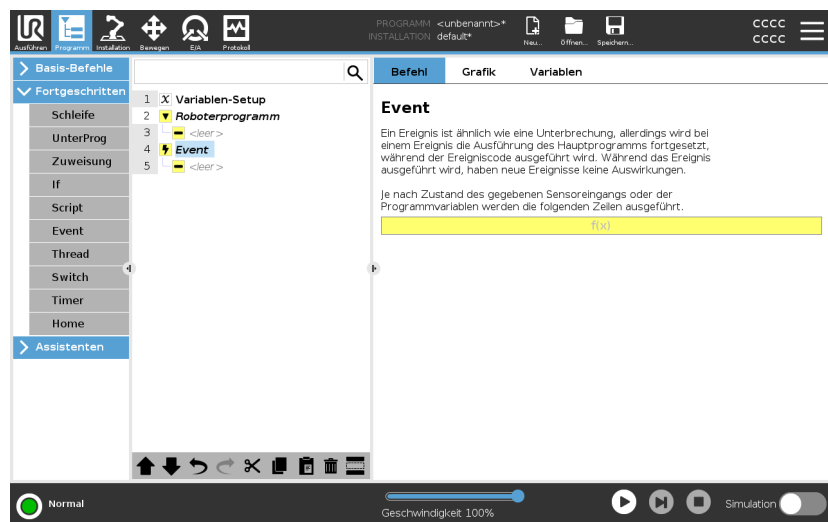 UR
Ausführen Programm Installation Bewegen E/A Protokoll
PROGRAMM <unbenannt>*
INSTALLATION default*
Neu... Öffnen... Speichern...
CCCC
CCCC
Basis-Befehle
Fortgeschritten
Schleife
UnterProg
Zuweisung
If
Script
Event
Thread
Switch
Timer
Home
Assistenten
1 X Variablen-Setup
2 Roboterprogramm
3 <leer>
4 Event
5 <leer>
Befehl Grafik Variablen
Event
Ein Ereignis ist ähnlich wie eine Unterbrechung, allerdings wird bei
einem Ereignis die Ausführung des Hauptprogramms fortgesetzt,
während der Ereigniscode ausgeführt wird. Während das Ereignis
ausgeführt wird, haben neue Ereignisse keine Auswirkungen.
Je nach Zustand des gegebenen Sensoreingangs oder der
Programmvariablen werden die folgenden Zeilen ausgeführt.
f(x)
Normal
Geschwindigkeit 100%
Simulation